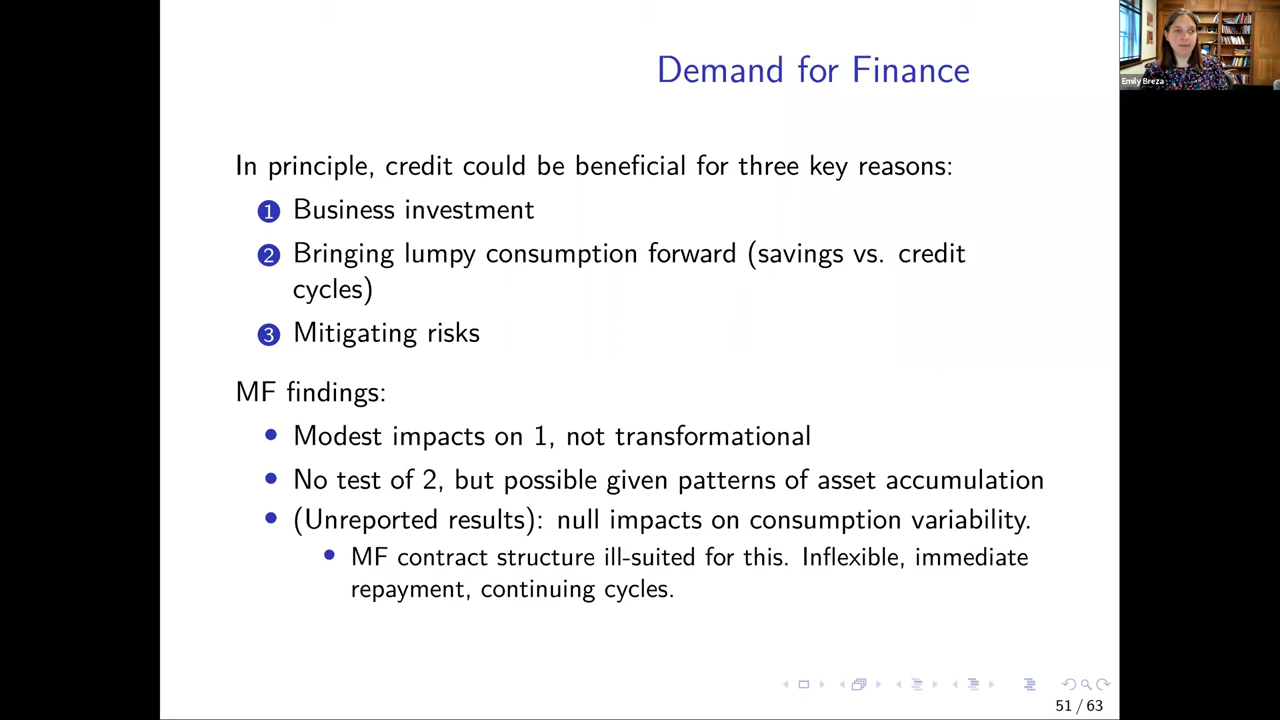 Demand for Finance
Emily Breza
In principle, credit could be beneficial for three key reasons:
1 Business investment
2 Bringing lumpy consumption forward (savings vs. credit
cycles)
3 Mitigating risks
MF findings:
• Modest impacts on 1, not transformational
• No test of 2, but possible given patterns of asset accumulation
• (Unreported results): null impacts on consumption variability.
• MF contract structure ill-suited for this. Inflexible, immediate
repayment, continuing cycles.
51 / 63